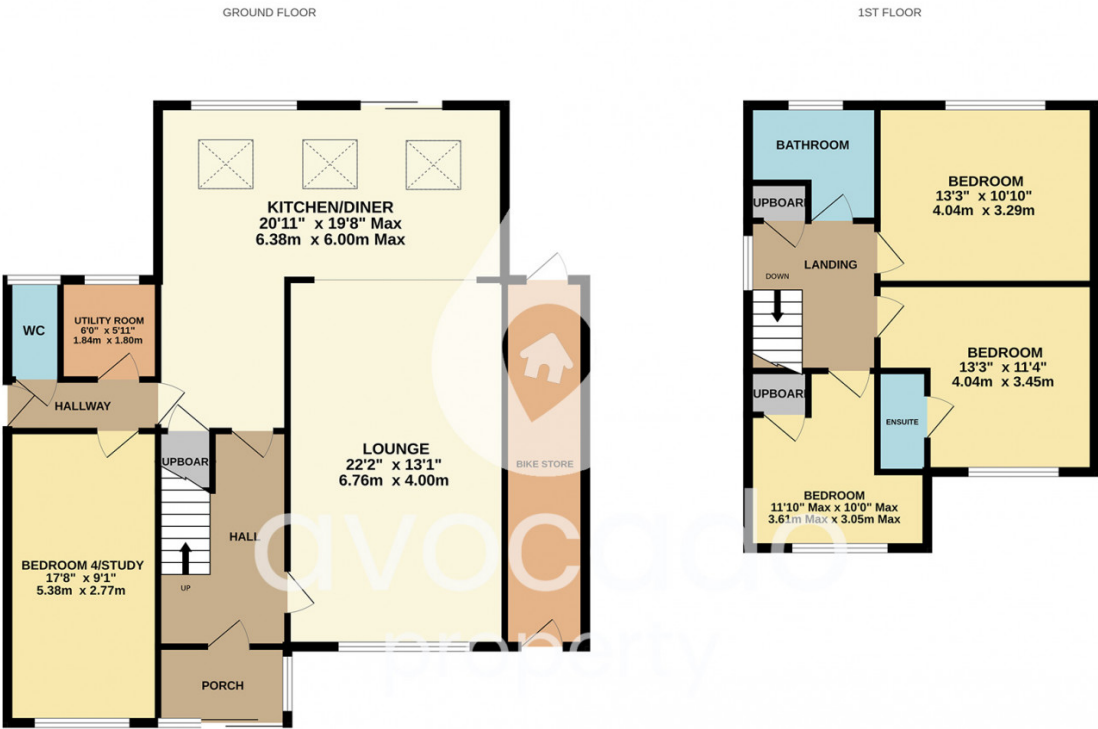 GROUND FLOOR
1ST FLOOR
KITCHEN/DINER
20'11" x 19'8" Max
6.38m x 6.00m Max
WC
UTILITY ROOM
6'0" x 5'11"
1.84m x 1.80m
HALLWAY
UPBOAR
LOUNGE
22'2" x 13'1"
6.76m x 4.00m
BIKE STORE
HALL
UP
BEDROOM 4/STUDY
17'8" x 9'1"
5.38m x 2.77m
PORCH
BATHROOM
UPBOARI
BEDROOM
13'3" x 10'10"
4.04m x 3.29m
LANDING
DOWN
BEDROOM
13'3" x 11'4"
4.04m x 3.45m
UPBOARI
ENSUITE
BEDROOM
11'10" Max x 10'0" Max
3.61m Max x 3.05m Max
avocado
property